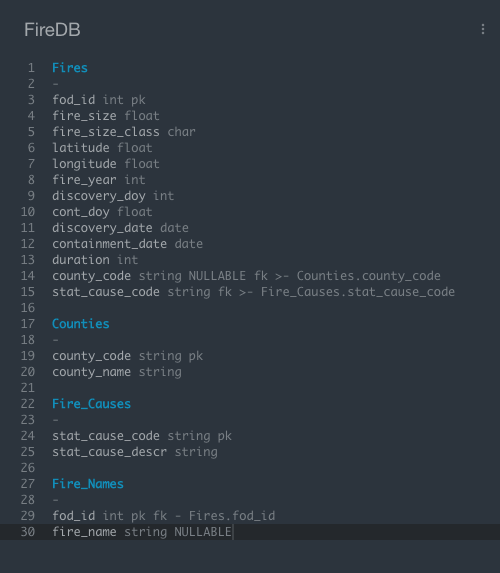 FireDB
1 Fires
2 -
3 fod_id int pk
4 fire_size float
5 fire_size_class char
6 latitude float
7 longitude float
8 fire_year int
9 discovery_doy int
10 cont_doy float
11 discovery_date date
12 containment_date date
13 duration int
14 county_code string NULLABLE fk >- Counties.county_code
15 stat_cause_code string fk >- Fire_Causes.stat_cause_code
16
17 Counties
18 -
19 county_code string pk
20 county_name string
21
22 Fire_Causes
23 -
24 stat_cause_code string pk
25 stat_cause_descr string
26
27 Fire_Names
28 -
29 fod_id int pk fk - Fires.fod_id
30 fire_name string NULLABLE